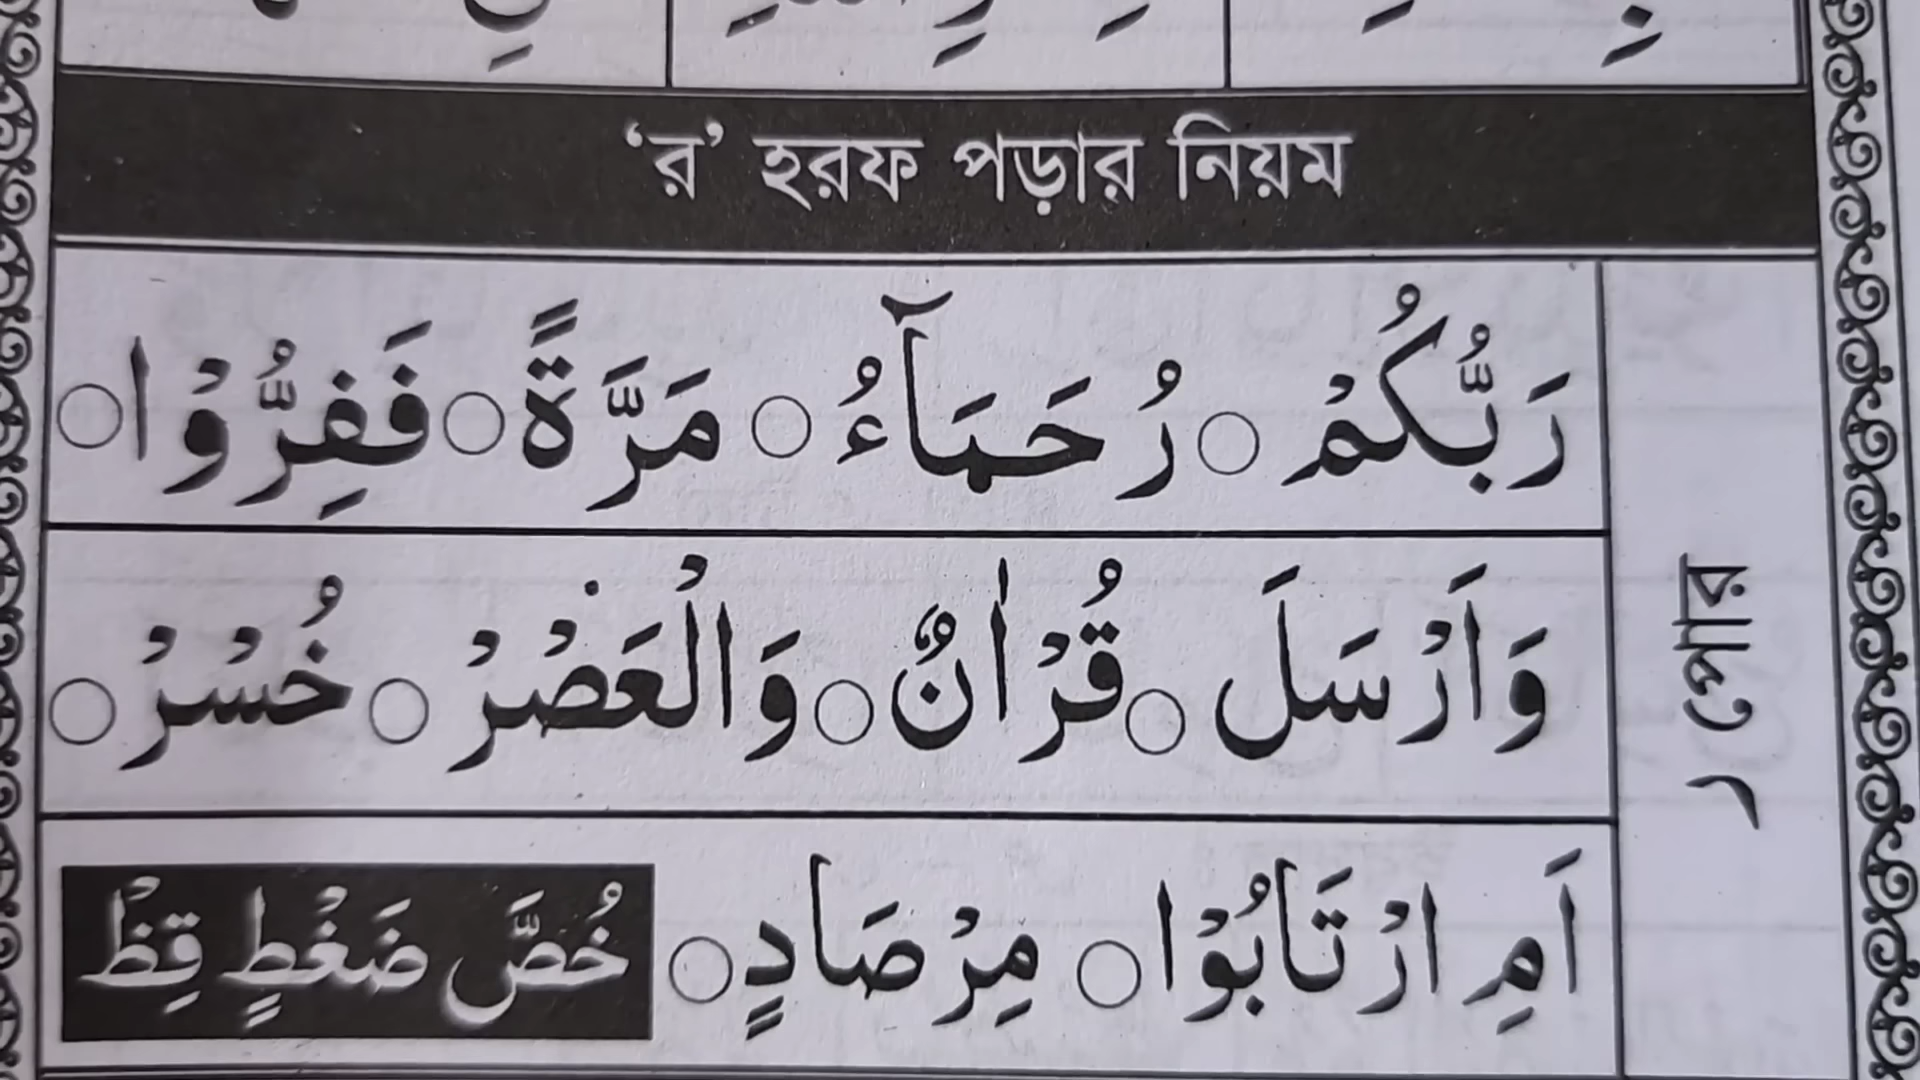 ‘র’ হরফ পড়ার নিয়ম
رَبُّكُمْ ○ رُحَمَآءُ ○ مَرَّةً ○ فَفِرُّوْا ○
وَاَرْسَلَ ○ قُرْاٰنٌ ○ وَالْعَصْرْ ○ خُسْرْ ○
اَمِ ارْتَابُوْا ○ مِرْصَادٍ ○ خُصَّ ضَغْطٍ قِظْ